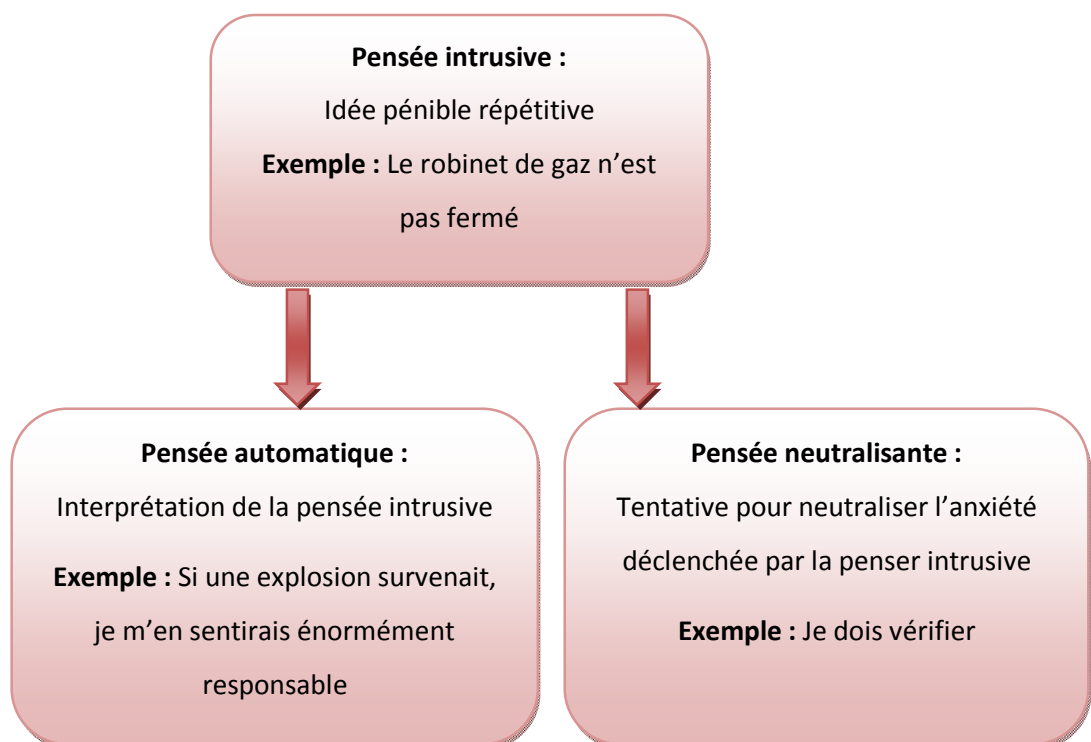 Pensée intrusive :
Idée pénible répétitive
Exemple : Le robinet de gaz n’est
pas fermé
Pensée automatique :
Interprétation de la pensée intrusive
Exemple : Si une explosion survenait,
je m’en sentirais énormément
responsable
Pensée neutralisante :
Tentative pour neutraliser l’anxiété
déclenchée par la penser intrusive
Exemple : Je dois vérifier